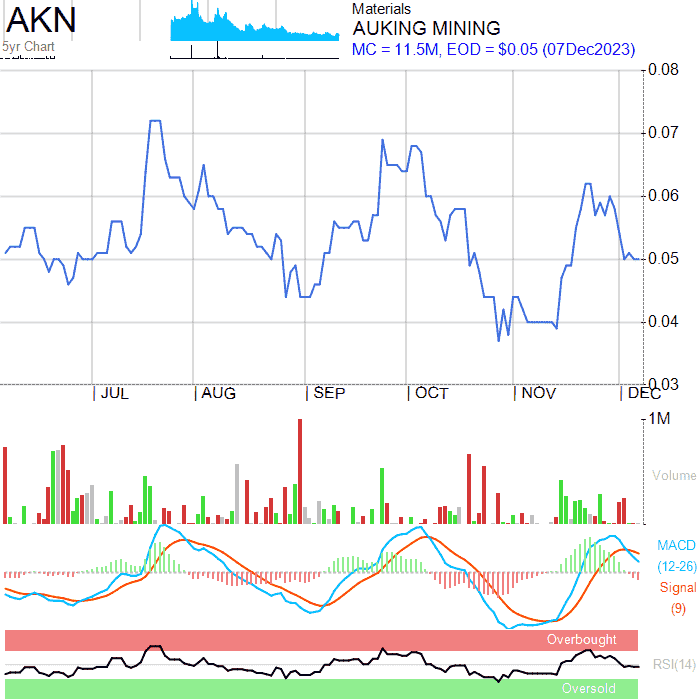 AKN
5yr Chart
Materials
AUKING MINING
MC = 11.5M, EOD = $0.05 (07Dec2023)
0.08
0.07
0.06
0.05
0.04
0.03
JUL AUG SEP OCT NOV DEC
1M
Volume
MACD
(12-26)
Signal
(9)
Overbought
RSI(14)
Oversold